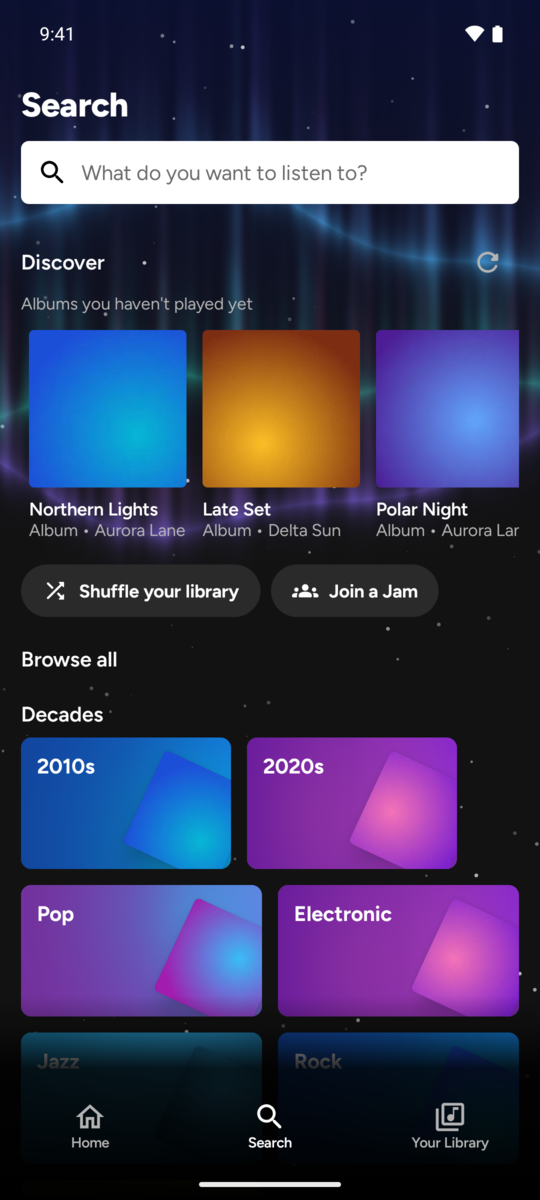 9:41
Search
What do you want to listen to?
Discover
Albums you haven't played yet
Northern Lights
Album • Aurora Lane
Late Set
Album • Delta Sun
Polar Night
Album • Aurora Lar
Shuffle your library
Join a Jam
Browse all
Decades
2010s
2020s
Pop
Electronic
Jazz
Rock
Home
Search
Your Library